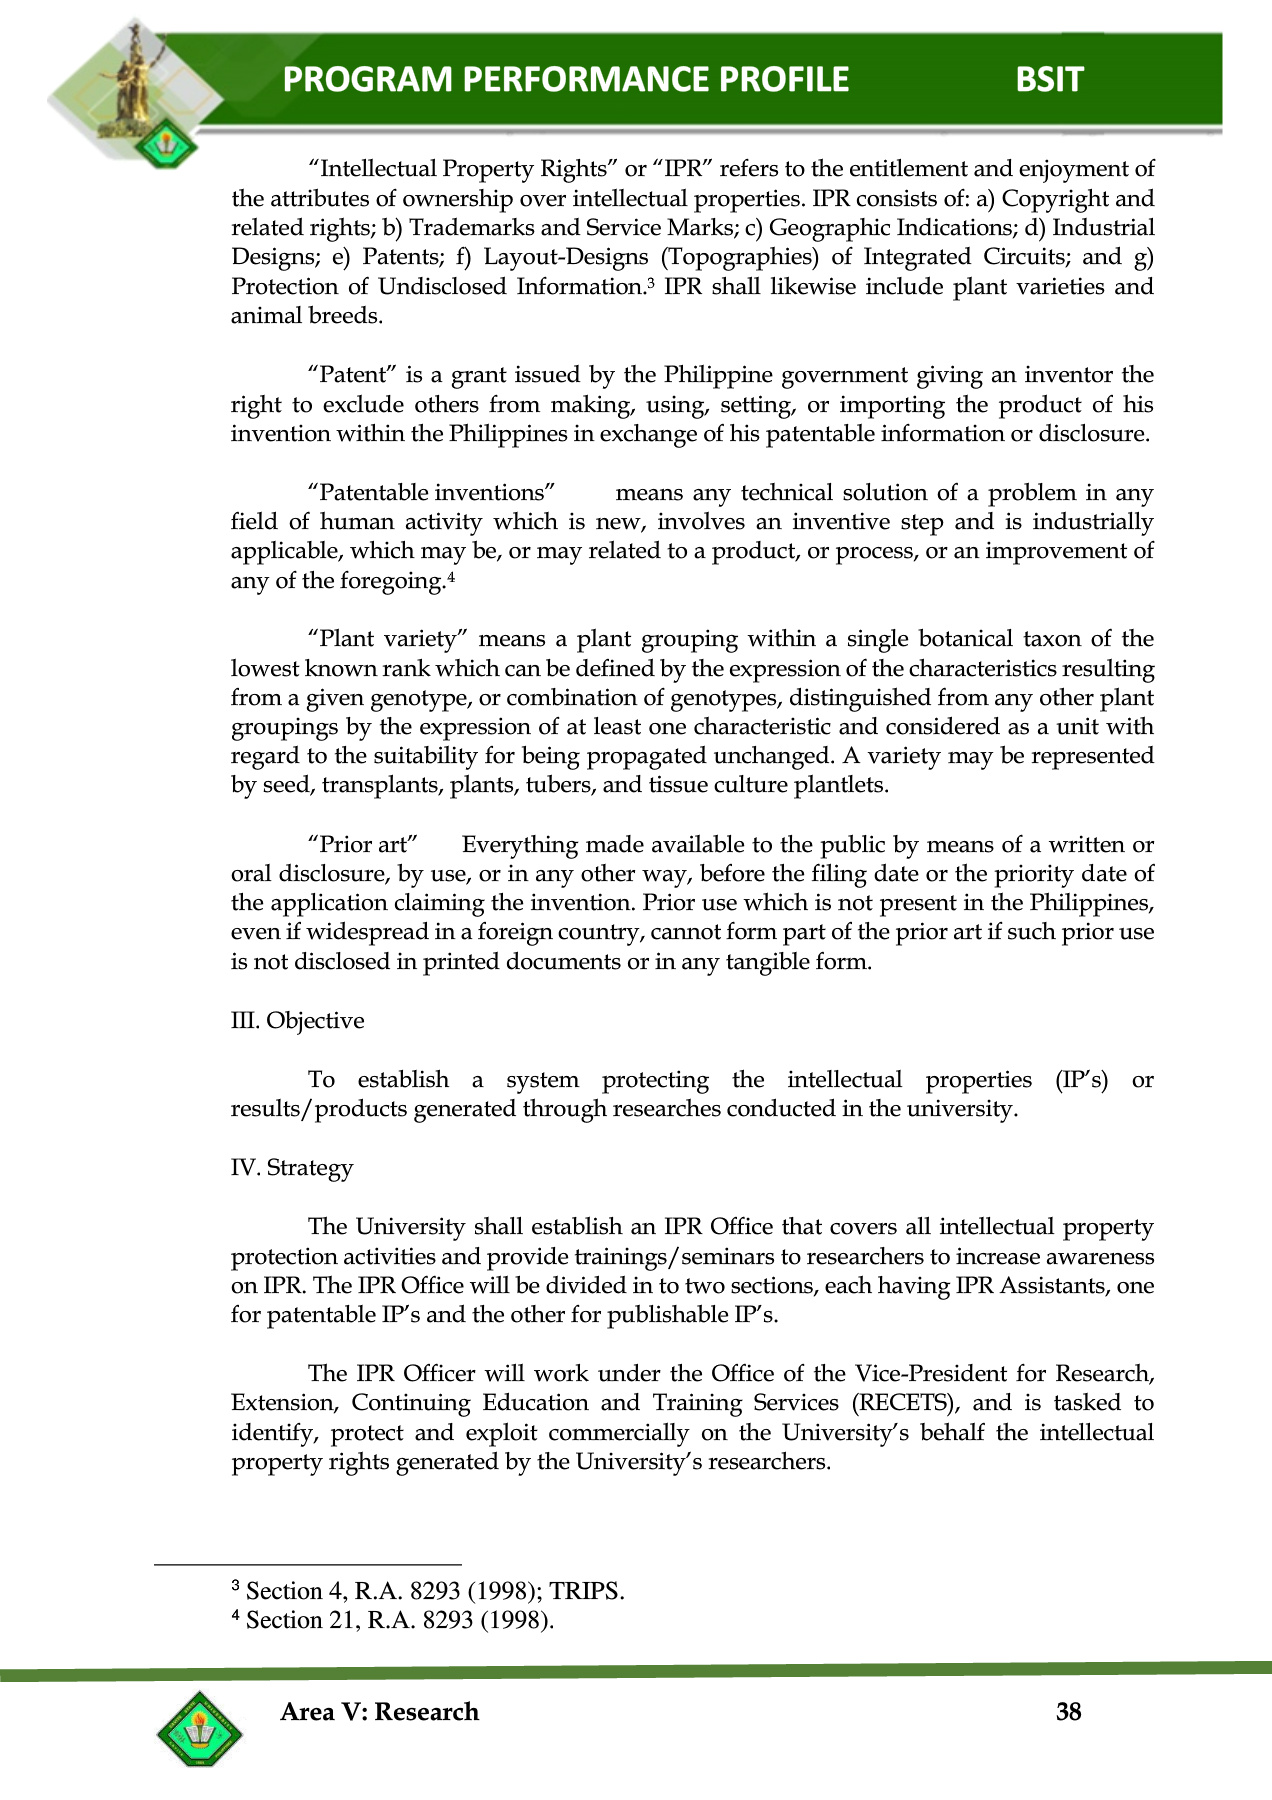 PROGRAM PERFORMANCE PROFILE BSIT
“Intellectual Property Rights” or “IPR” refers to the entitlement and enjoyment of
the attributes of ownership over intellectual properties. IPR consists of: a) Copyright and
related rights; b) Trademarks and Service Marks; c) Geographic Indications; d) Industrial
Designs; e) Patents; f) Layout-Designs (Topographies) of Integrated Circuits; and g)
Protection of Undisclosed Information.³ IPR shall likewise include plant varieties and
animal breeds.
“Patent” is a grant issued by the Philippine government giving an inventor the
right to exclude others from making, using, setting, or importing the product of his
invention within the Philippines in exchange of his patentable information or disclosure.
“Patentable inventions” means any technical solution of a problem in any
field of human activity which is new, involves an inventive step and is industrially
applicable, which may be, or may related to a product, or process, or an improvement of
any of the foregoing.⁴
“Plant variety” means a plant grouping within a single botanical taxon of the
lowest known rank which can be defined by the expression of the characteristics resulting
from a given genotype, or combination of genotypes, distinguished from any other plant
groupings by the expression of at least one characteristic and considered as a unit with
regard to the suitability for being propagated unchanged. A variety may be represented
by seed, transplants, plants, tubers, and tissue culture plantlets.
“Prior art” Everything made available to the public by means of a written or
oral disclosure, by use, or in any other way, before the filing date or the priority date of
the application claiming the invention. Prior use which is not present in the Philippines,
even if widespread in a foreign country, cannot form part of the prior art if such prior use
is not disclosed in printed documents or in any tangible form.
III. Objective
To establish a system protecting the intellectual properties (IP’s) or
results/products generated through researches conducted in the university.
IV. Strategy
The University shall establish an IPR Office that covers all intellectual property
protection activities and provide trainings/seminars to researchers to increase awareness
on IPR. The IPR Office will be divided in to two sections, each having IPR Assistants, one
for patentable IP’s and the other for publishable IP’s.
The IPR Officer will work under the Office of the Vice-President for Research,
Extension, Continuing Education and Training Services (RECETS), and is tasked to
identify, protect and exploit commercially on the University’s behalf the intellectual
property rights generated by the University’s researchers.
³ Section 4, R.A. 8293 (1998); TRIPS.
⁴ Section 21, R.A. 8293 (1998).
Area V: Research 38